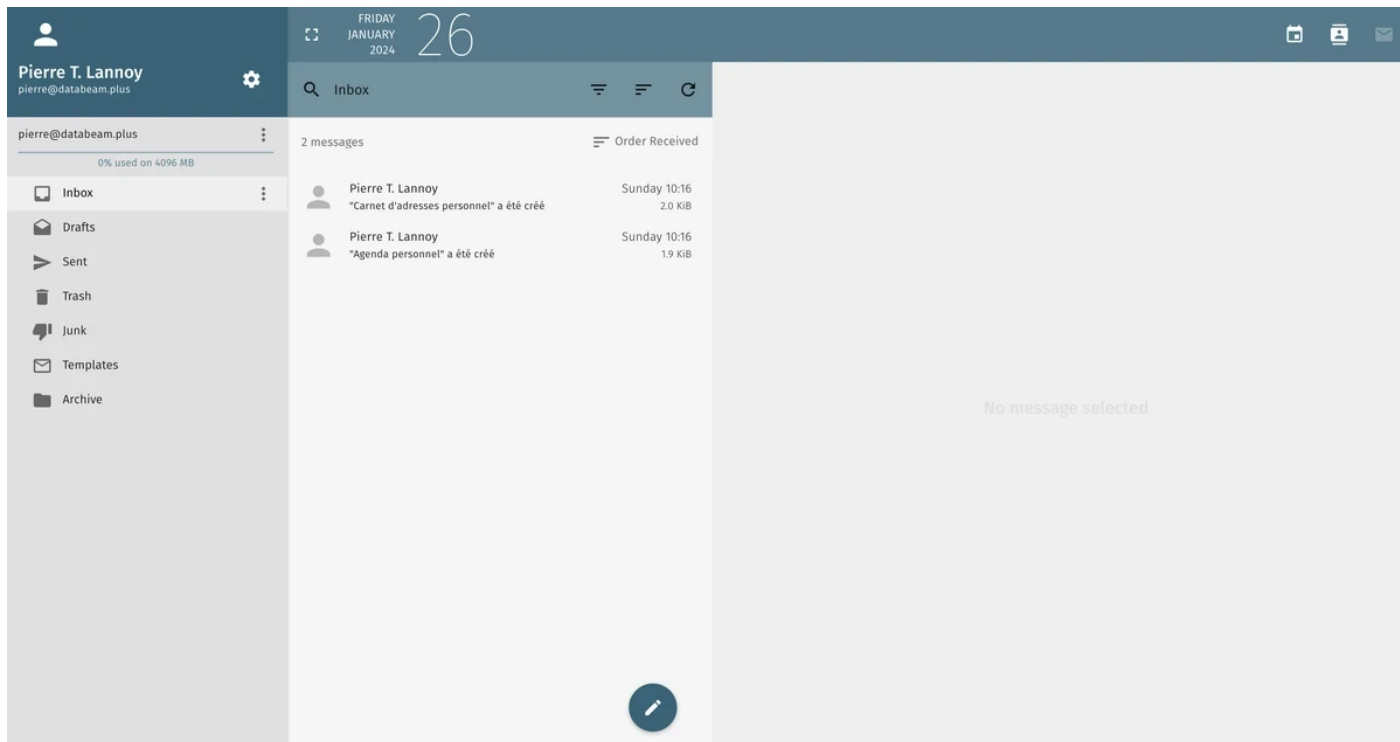 Pierre T. Lannoy
pierre@databeam.plus
FRIDAY
JANUARY
2024
26
Inbox
pierre@databeam.plus
0% used on 4096 MB
Inbox
Drafts
Sent
Trash
Junk
Templates
Archive
2 messages
Order Received
Pierre T. Lannoy
Sunday 10:16
"Carnet d'adresses personnel" a été créé
2.0 KiB
Pierre T. Lannoy
Sunday 10:16
"Agenda personnel" a été créé
1.9 KiB
No message selected